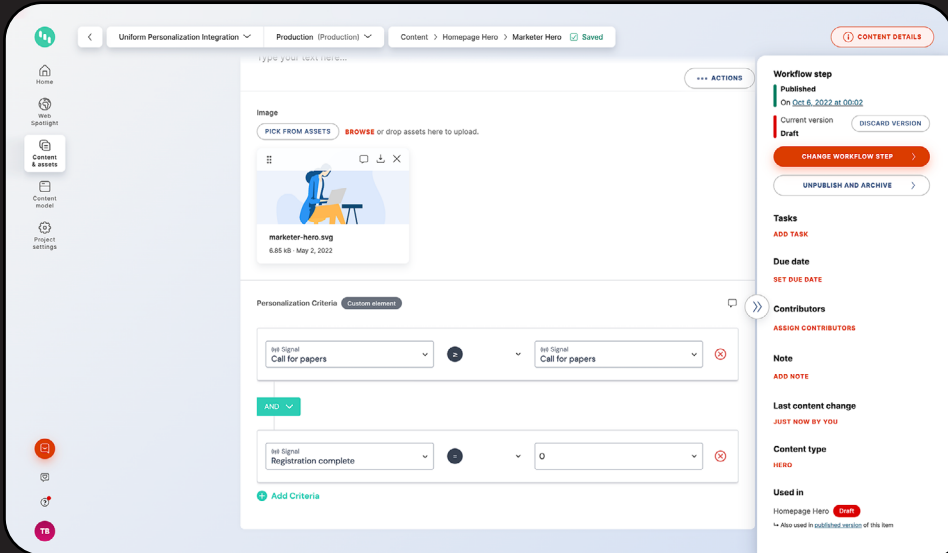 Uniform Personalization Integration
Production (Production)
Content > Homepage Hero > Marketer Hero
Saved
CONTENT DETAILS
Home
Web
Spotlight
Content
& assets
Content
model
Project
settings
TB
Type your text here...
ACTIONS
Image
PICK FROM ASSETS
BROWSE or drop assets here to upload.
marketer-hero.svg
6.85 kB · May 2, 2022
Personalization Criteria
Custom element
Signal
Call for papers
≥
Signal
Call for papers
AND
Signal
Registration complete
=
0
Add Criteria
Workflow step
Published
On Oct 6, 2022 at 00:02
Current version
Draft
DISCARD VERSION
CHANGE WORKFLOW STEP
UNPUBLISH AND ARCHIVE
Tasks
ADD TASK
Due date
SET DUE DATE
Contributors
ASSIGN CONTRIBUTORS
Note
ADD NOTE
Last content change
JUST NOW BY YOU
Content type
HERO
Used in
Homepage Hero Draft
↳ Also used in published version of this item